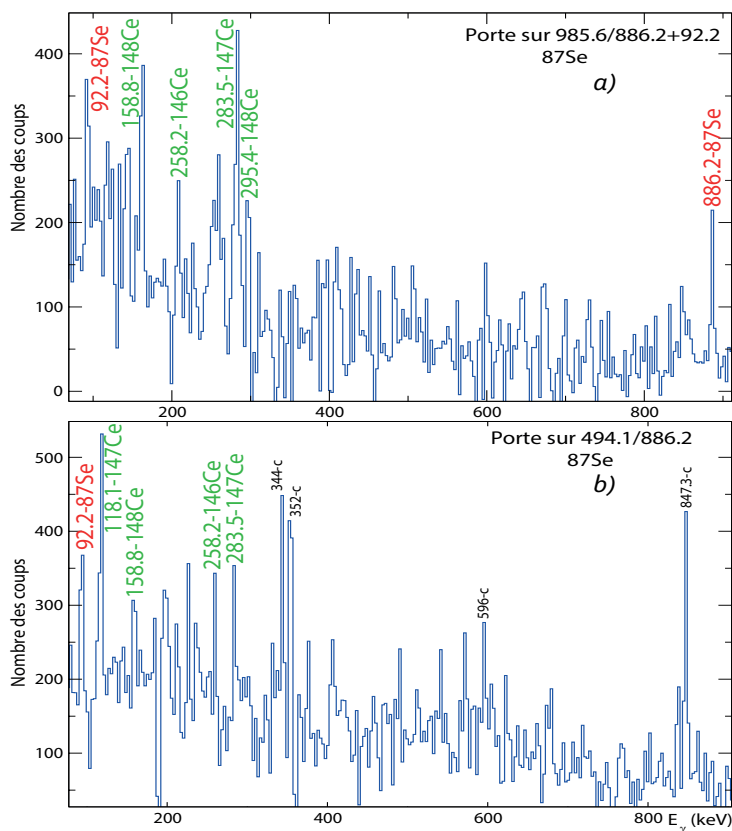 Porte sur 985.6/886.2+92.2
87Se
a)
92.2-87Se
158.8-148Ce
258.2-146Ce
283.5-147Ce
295.4-148Ce
886.2-87Se
Nombre des coups
400
300
200
100
0
200
400
600
800
Porte sur 494.1/886.2
87Se
b)
92.2-87Se
118.1-147Ce
158.8-148Ce
258.2-146Ce
283.5-147Ce
344-c
352-c
596-c
847.3-c
Nombre des coups
500
400
300
200
100
200
400
600
800
Eγ (keV)